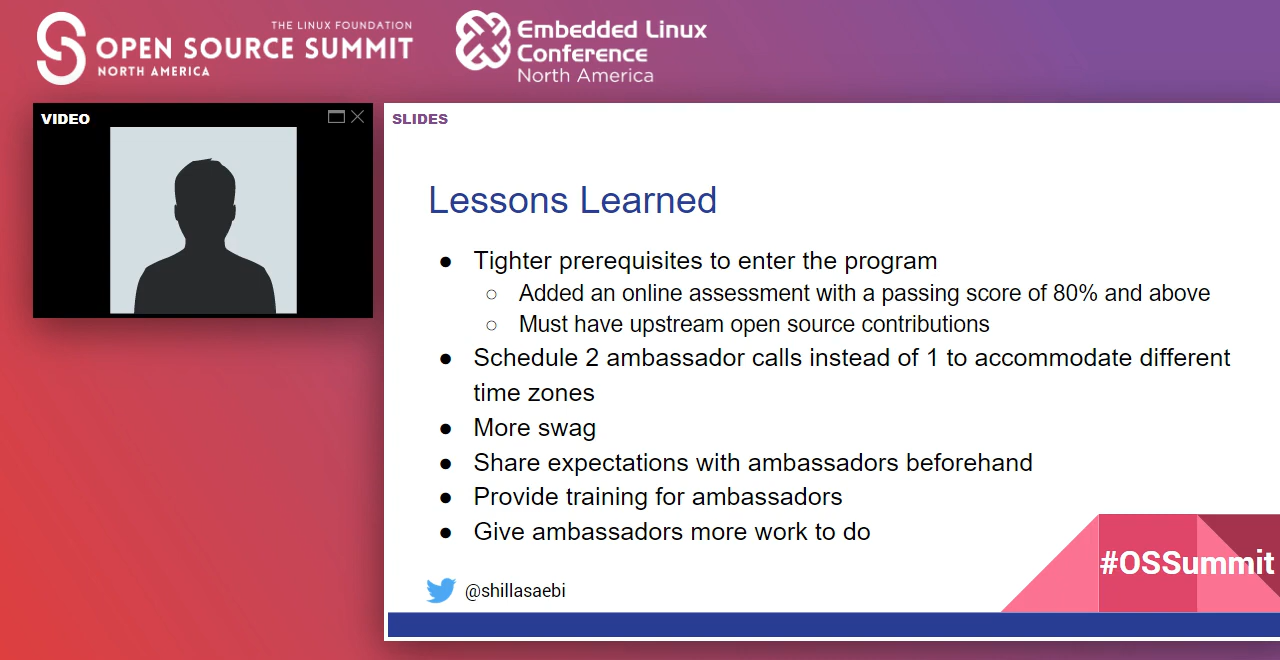 THE LINUX FOUNDATION
OPEN SOURCE SUMMIT
NORTH AMERICA
Embedded Linux
Conference
North America
VIDEO
SLIDES
Lessons Learned
● Tighter prerequisites to enter the program
○ Added an online assessment with a passing score of 80% and above
○ Must have upstream open source contributions
● Schedule 2 ambassador calls instead of 1 to accommodate different
time zones
● More swag
● Share expectations with ambassadors beforehand
● Provide training for ambassadors
● Give ambassadors more work to do
@shillasaebi
#OSSummit